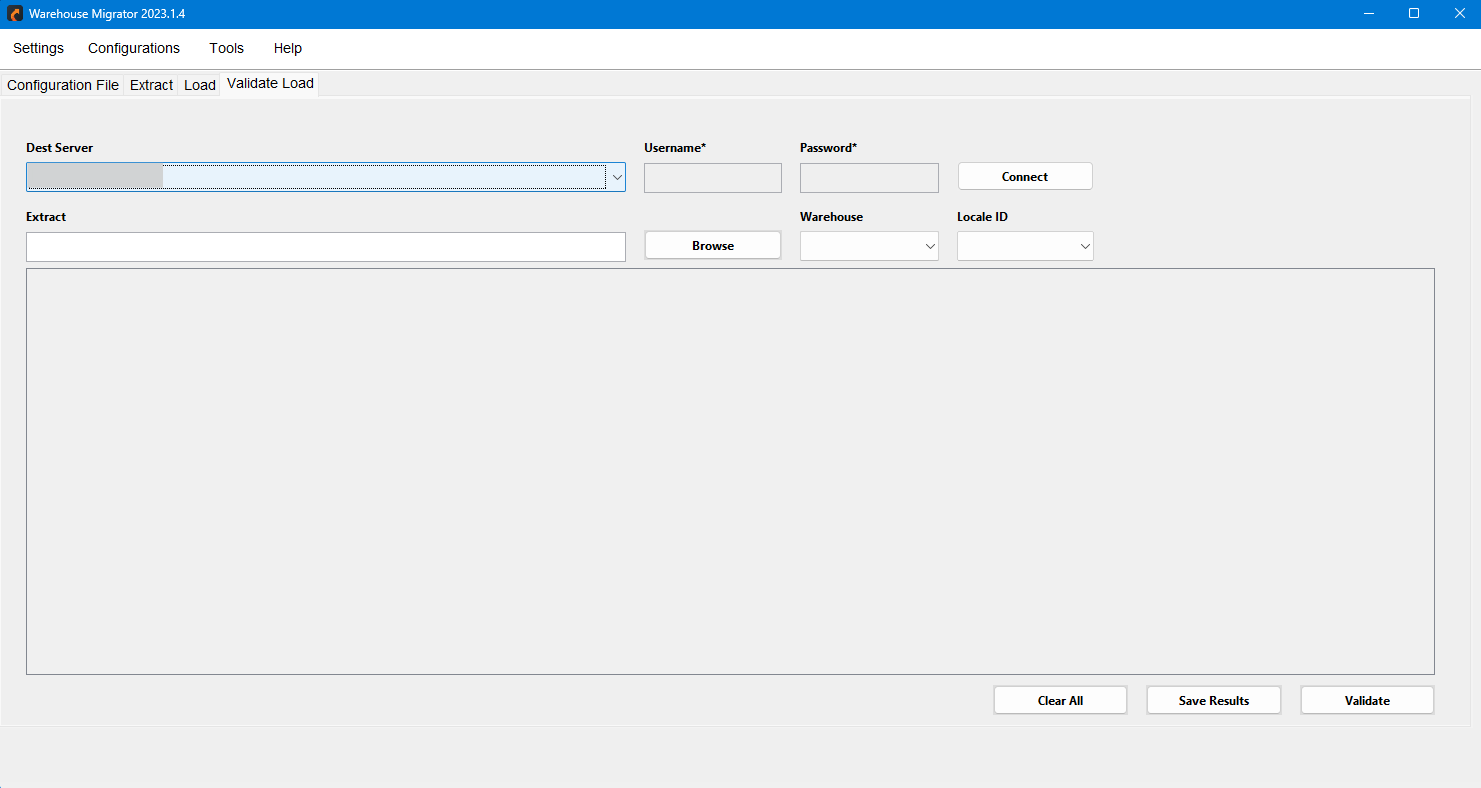 Warehouse Migrator 2023.1.4
Settings Configurations Tools Help
Configuration File Extract Load Validate Load
Dest Server Username* Password*
Connect
Extract Warehouse Locale ID
Browse
Clear All Save Results Validate